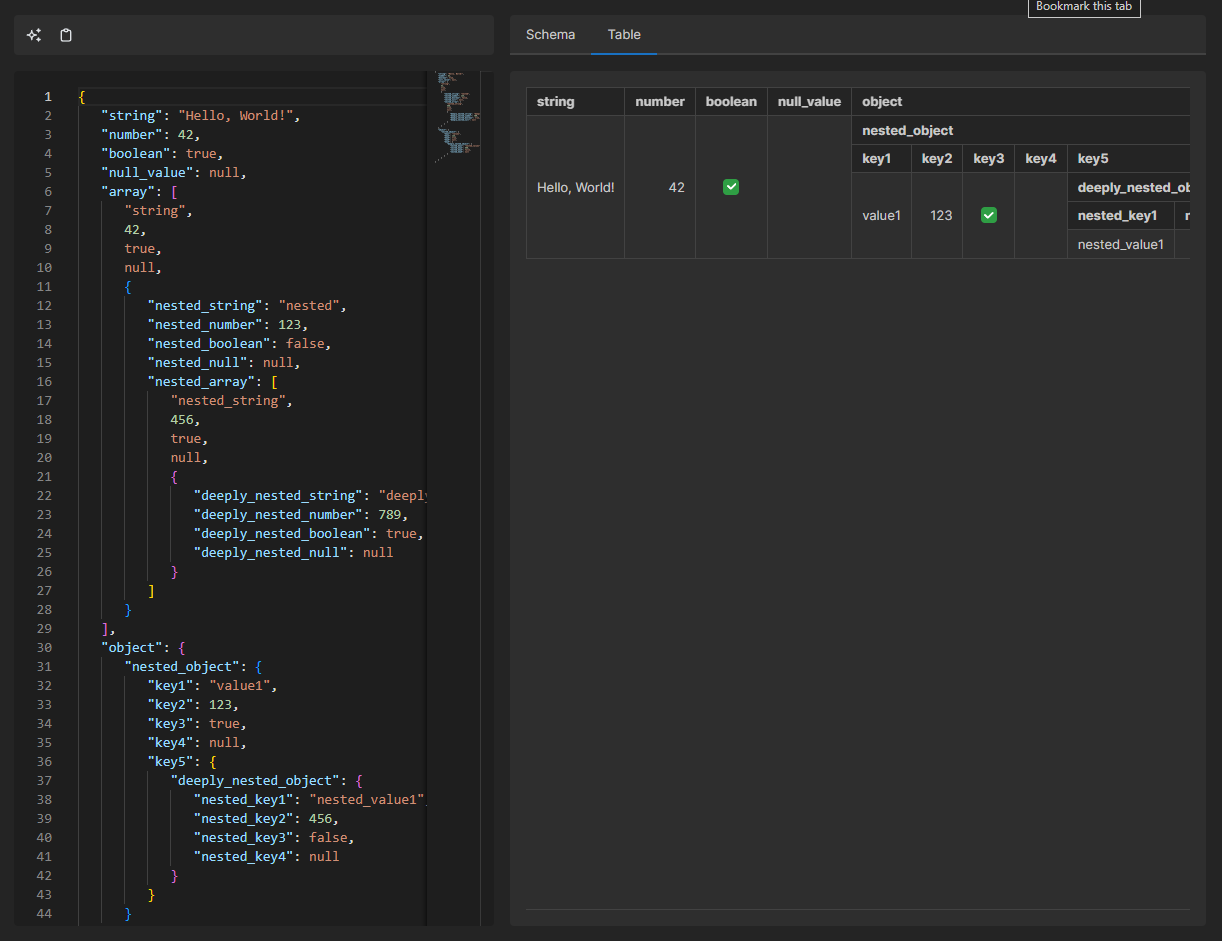 Bookmark this tab
Schema Table
1 {
2 "string": "Hello, World!",
3 "number": 42,
4 "boolean": true,
5 "null_value": null,
6 "array": [
7 "string",
8 42,
9 true,
10 null,
11 {
12 "nested_string": "nested",
13 "nested_number": 123,
14 "nested_boolean": false,
15 "nested_null": null,
16 "nested_array": [
17 "nested_string",
18 456,
19 true,
20 null,
21 {
22 "deeply_nested_string": "deeply
23 "deeply_nested_number": 789,
24 "deeply_nested_boolean": true,
25 "deeply_nested_null": null
26 }
27 ]
28 }
29 ],
30 "object": {
31 "nested_object": {
32 "key1": "value1",
33 "key2": 123,
34 "key3": true,
35 "key4": null,
36 "key5": {
37 "deeply_nested_object": {
38 "nested_key1": "nested_value1",
39 "nested_key2": 456,
40 "nested_key3": false,
41 "nested_key4": null
42 }
43 }
44 }
string number boolean null_value object
nested_object
key1 key2 key3 key4 key5
deeply_nested_ob
nested_key1
Hello, World! 42
value1 123
nested_value1